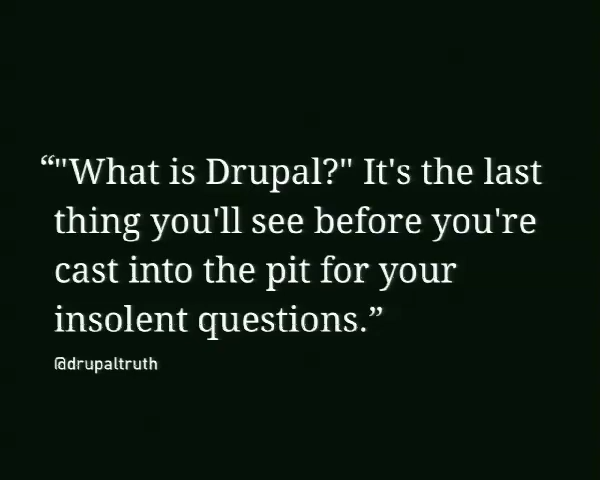 “"What is Drupal?" It's the last
thing you'll see before you're
cast into the pit for your
insolent questions.”
@drupaltruth